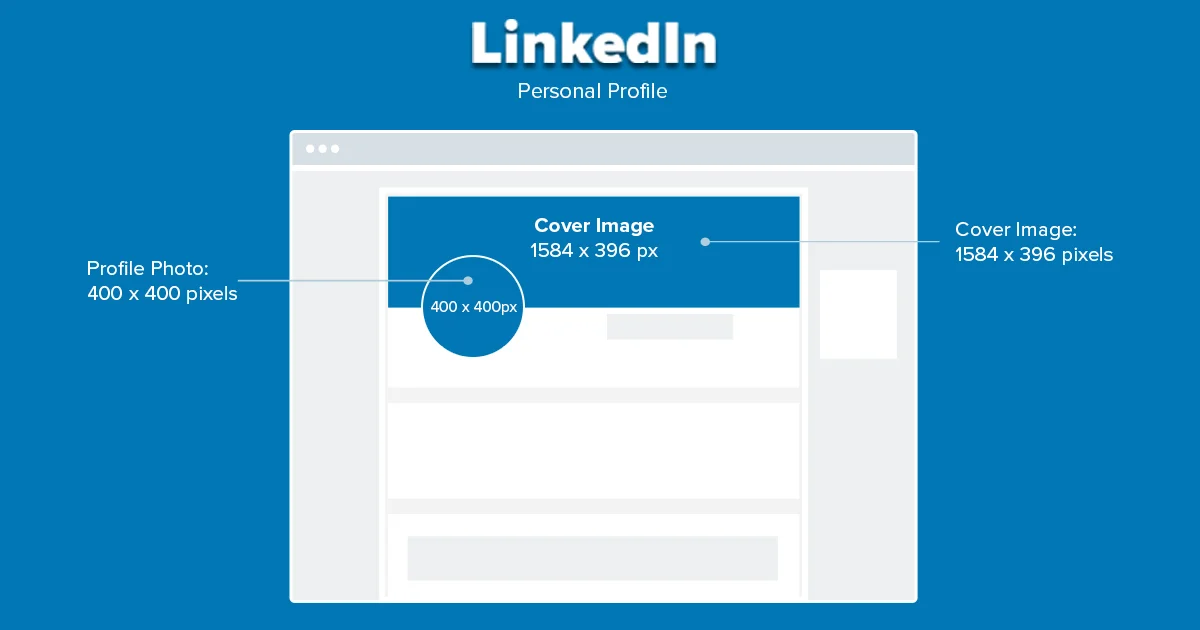 LinkedIn
Personal Profile
Cover Image
1584 x 396 px
Cover Image:
1584 x 396 pixels
Profile Photo:
400 x 400 pixels
400 x 400px